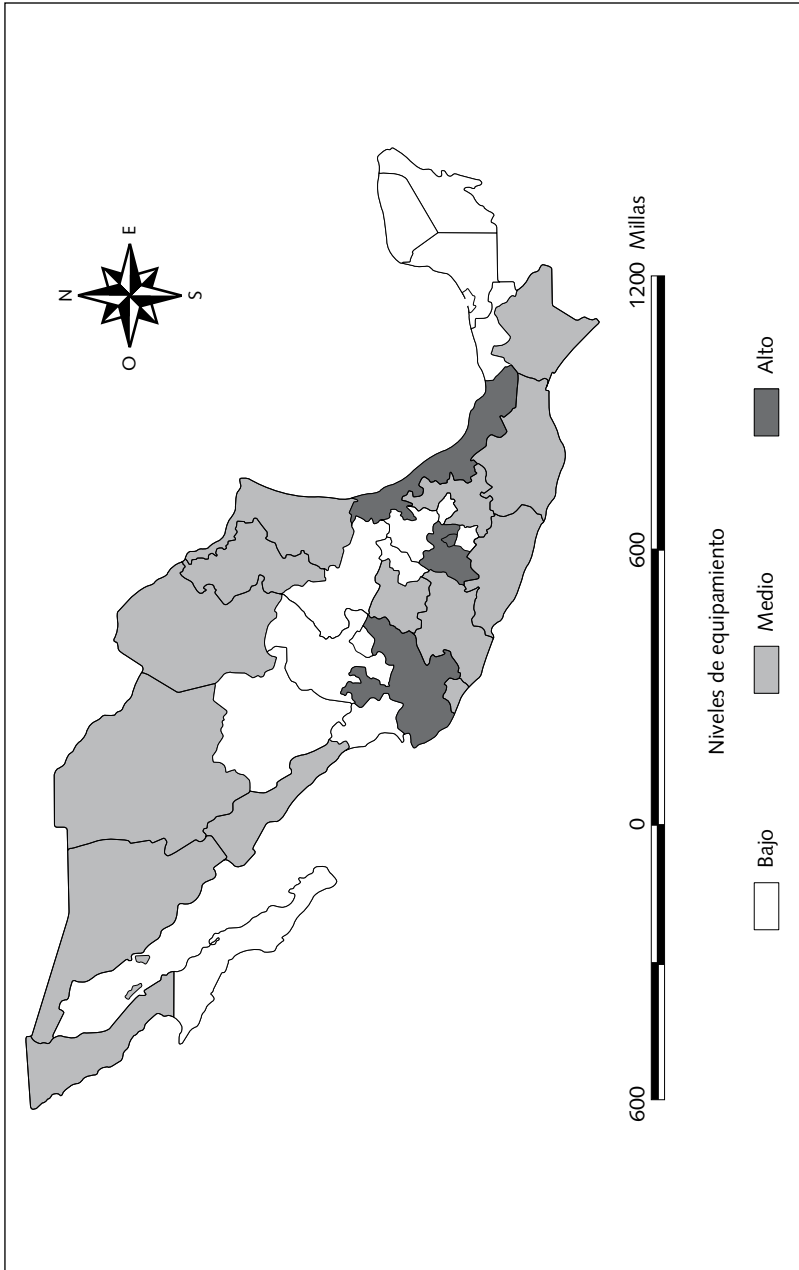 N
O
E
S
600
0
600
1200 Millas
Niveles de equipamiento
Bajo
Medio
Alto